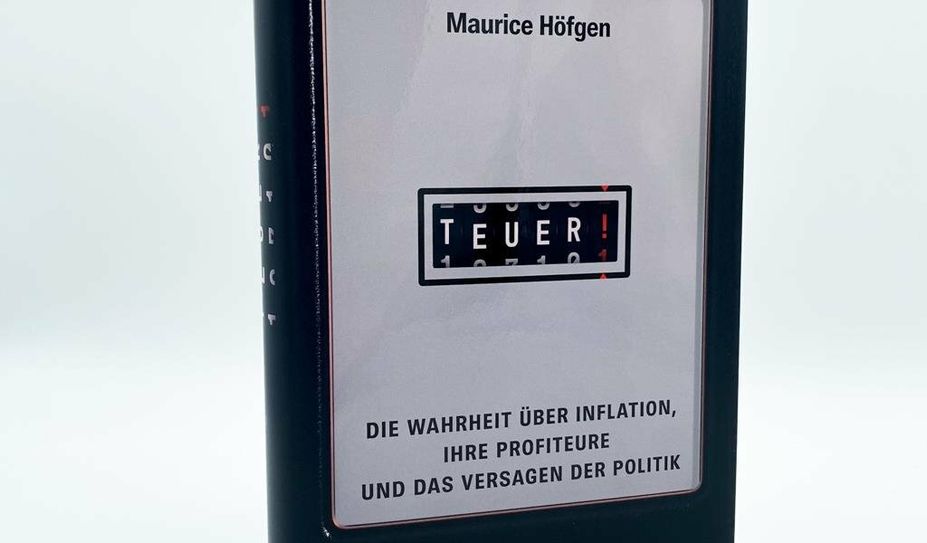 Maurice Höfgen
TEUER!
DIE WAHRHEIT ÜBER INFLATION,
IHRE PROFITEURE
UND DAS VERSAGEN DER POLITIK